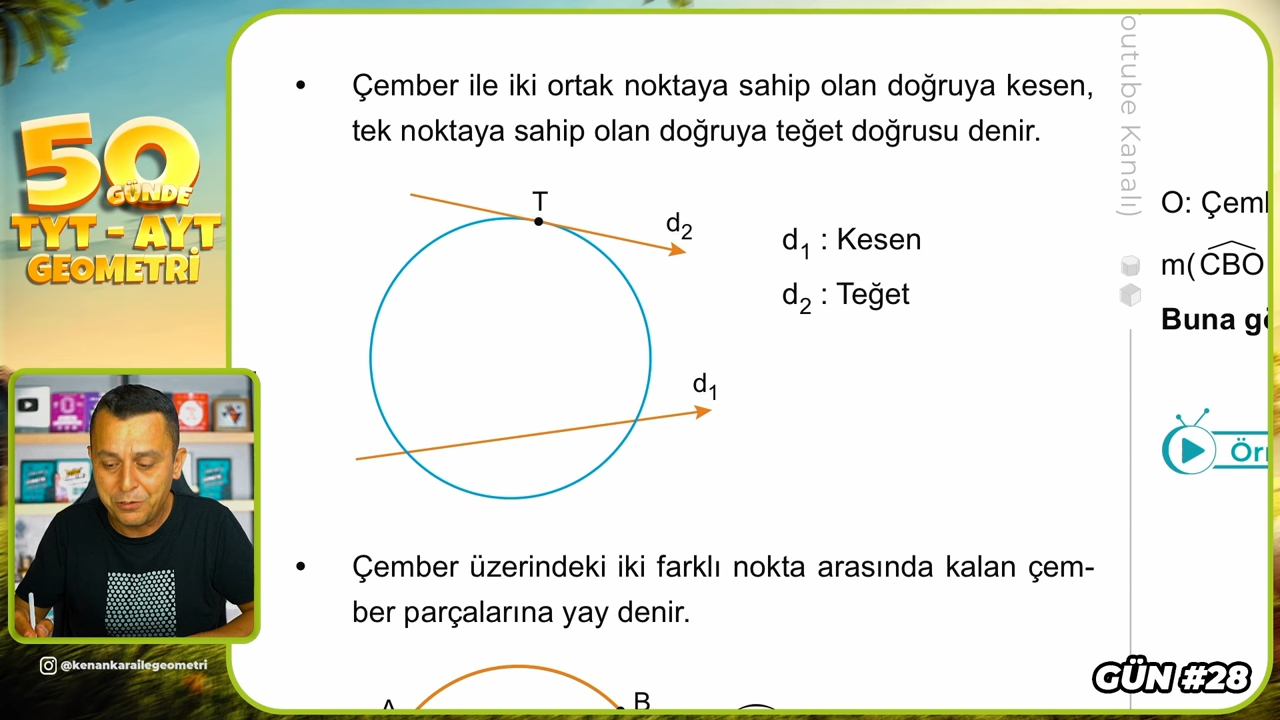 50
GÜNDE
TYT - AYT
GEOMETRİ
• Çember ile iki ortak noktaya sahip olan doğruya kesen,
tek noktaya sahip olan doğruya teğet doğrusu denir.
T
d2
d1 : Kesen
d2 : Teğet
d1
• Çember üzerindeki iki farklı nokta arasında kalan çem-
ber parçalarına yay denir.
A
B
outube Kanalı)
O: Çeml
m(CBO
Buna gö
Ör
@kenankarailegeometri
GÜN #28